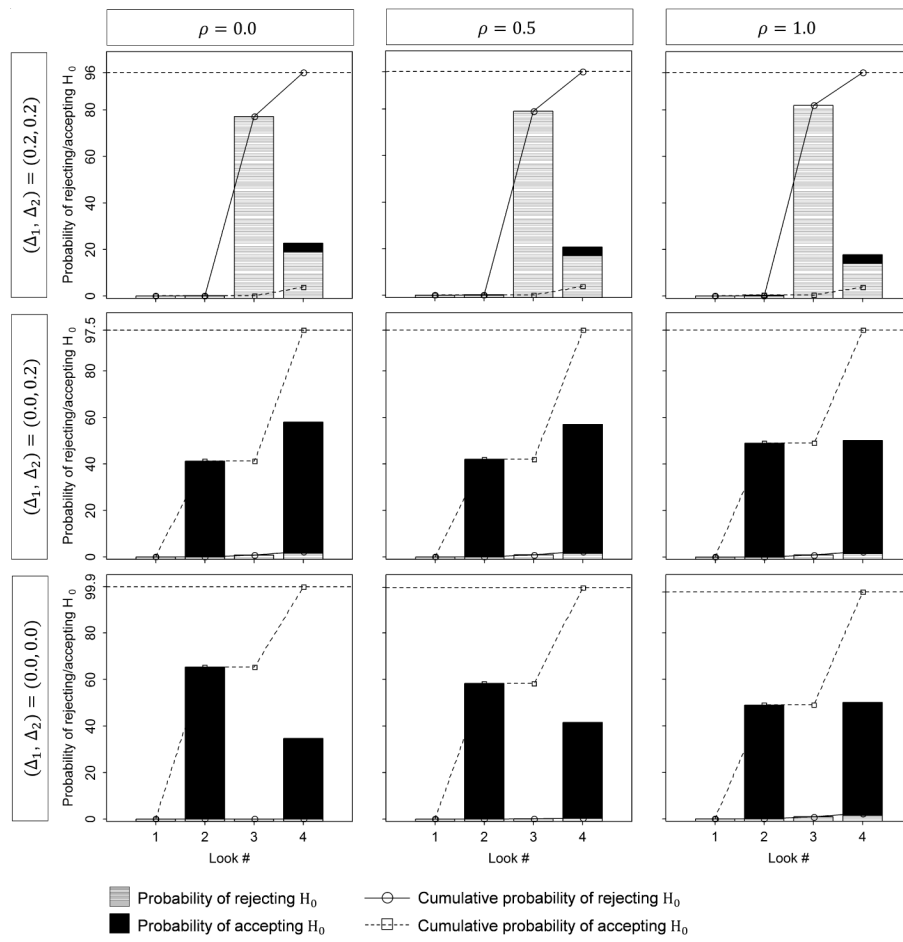 ρ = 0.0 ρ = 0.5 ρ = 1.0
(Δ₁, Δ₂) = (0.2, 0.2)
Probability of rejecting/accepting H₀
96
80
60
40
20
0
(Δ₁, Δ₂) = (0.0, 0.2)
Probability of rejecting/accepting H₀
97.5
80
60
40
20
0
(Δ₁, Δ₂) = (0.0, 0.0)
Probability of rejecting/accepting H₀
99.9
80
60
40
20
0
1 2 3 4 1 2 3 4 1 2 3 4
Look # Look # Look #
Probability of rejecting H₀ Cumulative probability of rejecting H₀
Probability of accepting H₀ Cumulative probability of accepting H₀